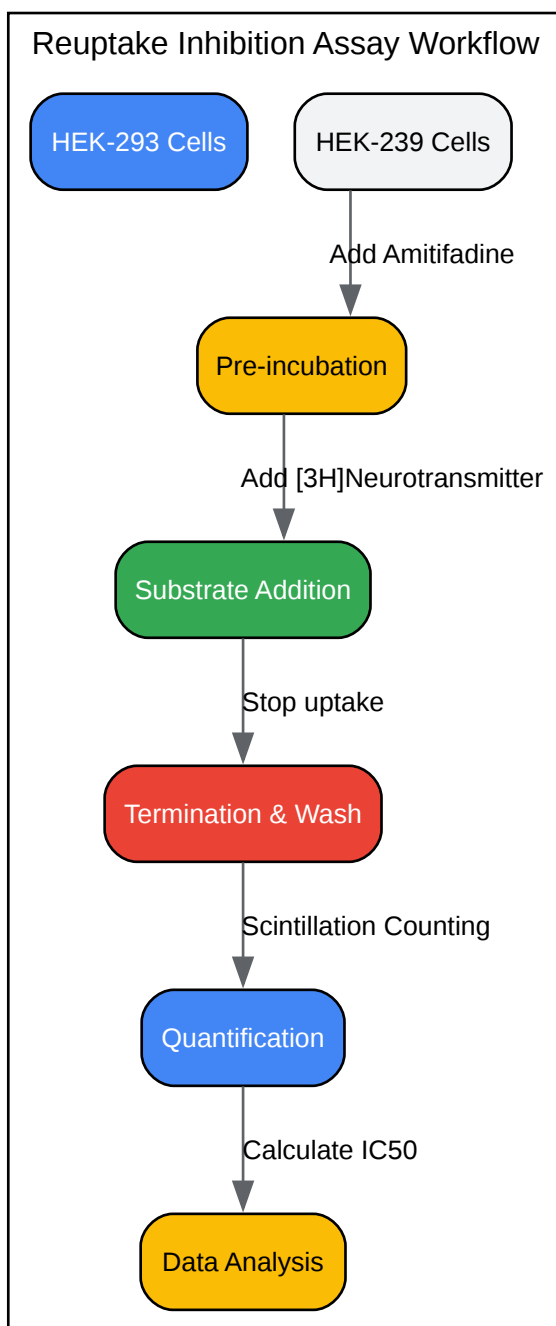 Reuptake Inhibition Assay Workflow
HEK-293 Cells
HEK-239 Cells
Add Amitifadine
Pre-incubation
Add [3H]Neurotransmitter
Substrate Addition
Stop uptake
Termination & Wash
Scintillation Counting
Quantification
Calculate IC50
Data Analysis